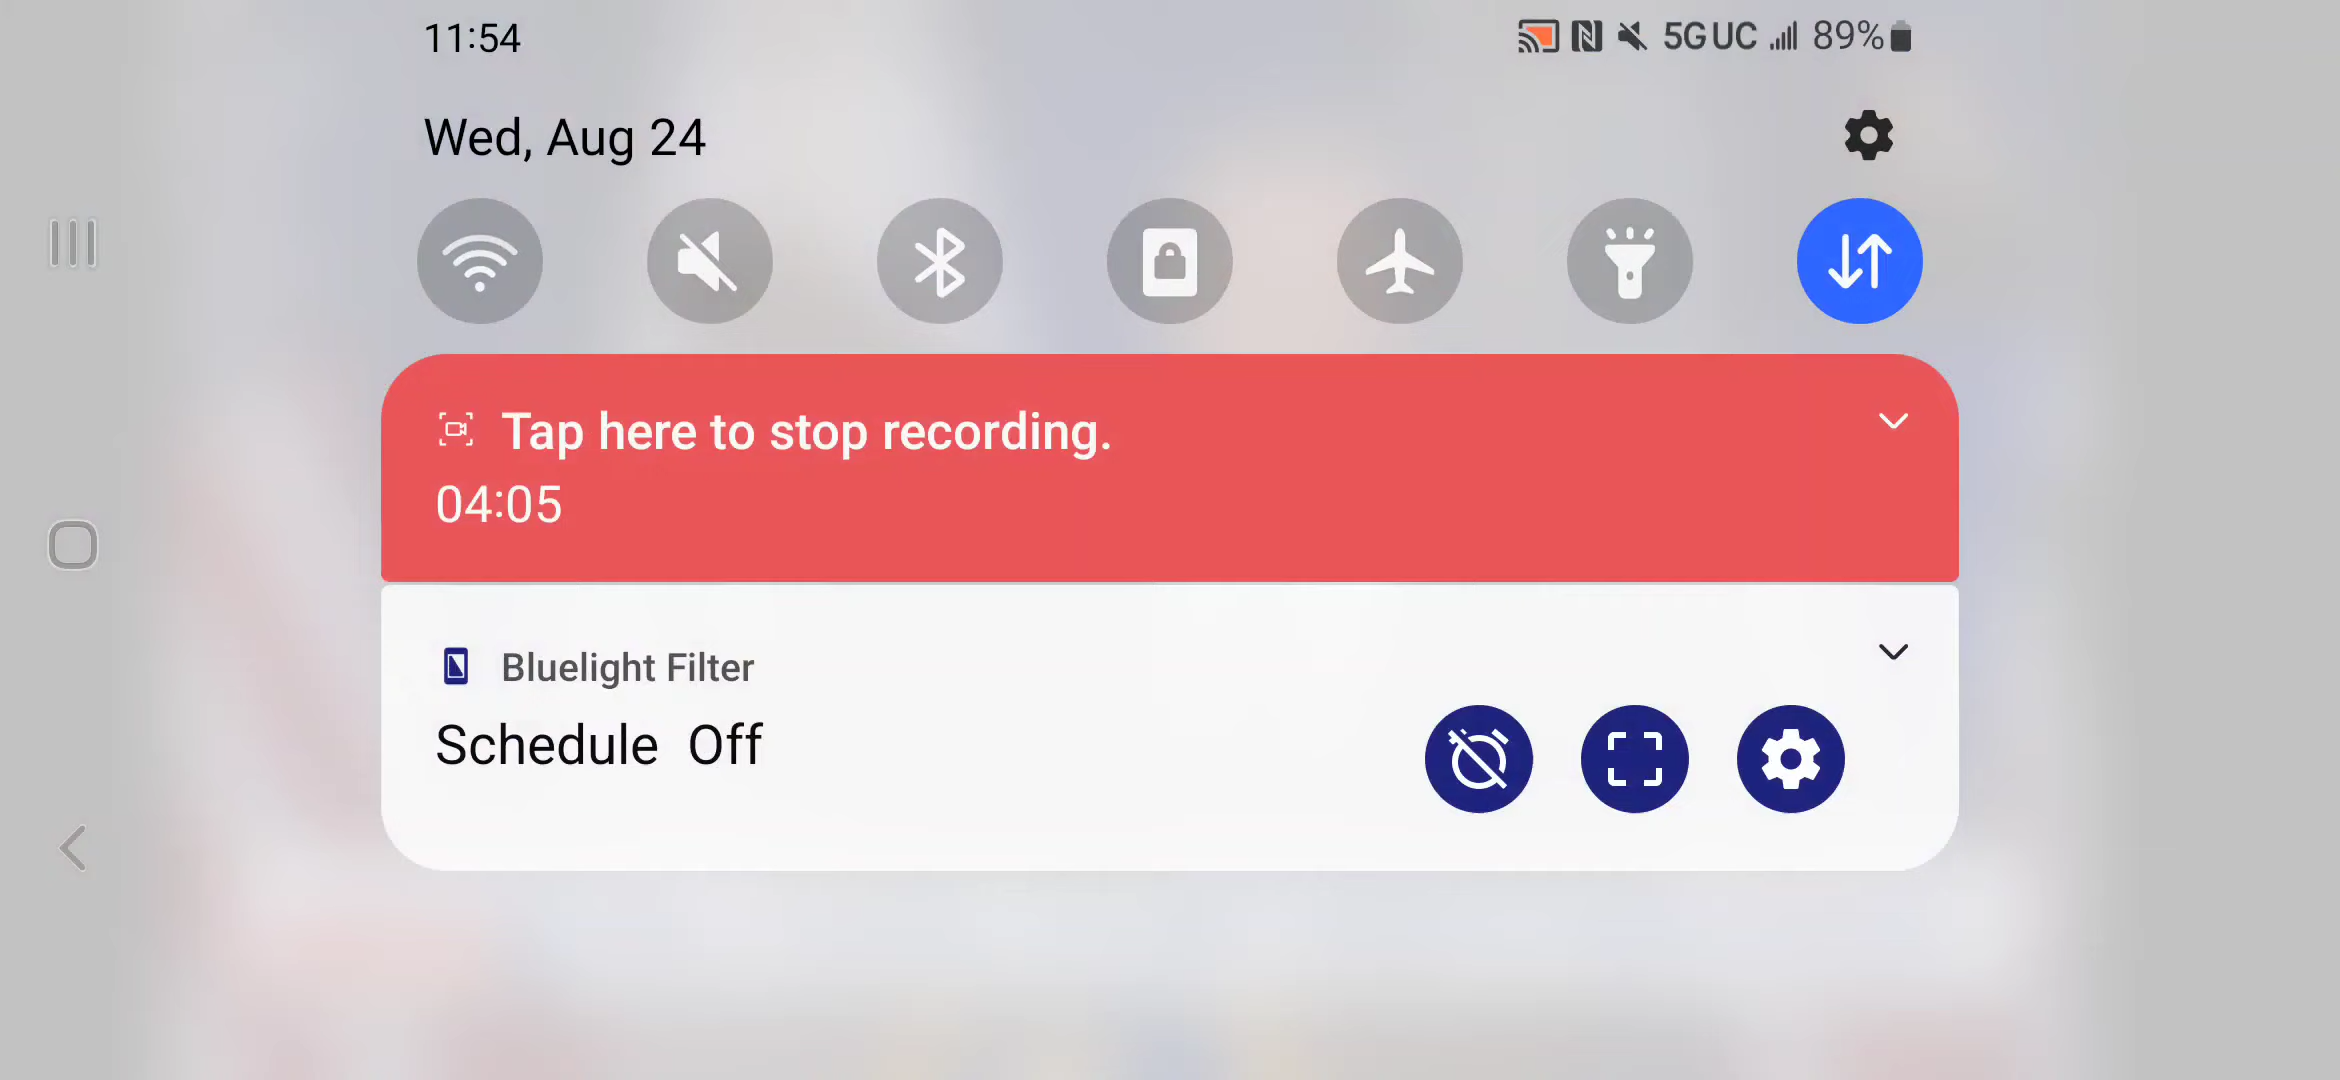 11:54
5G UC 89%
Wed, Aug 24
Tap here to stop recording.
04:05
Bluelight Filter
Schedule Off